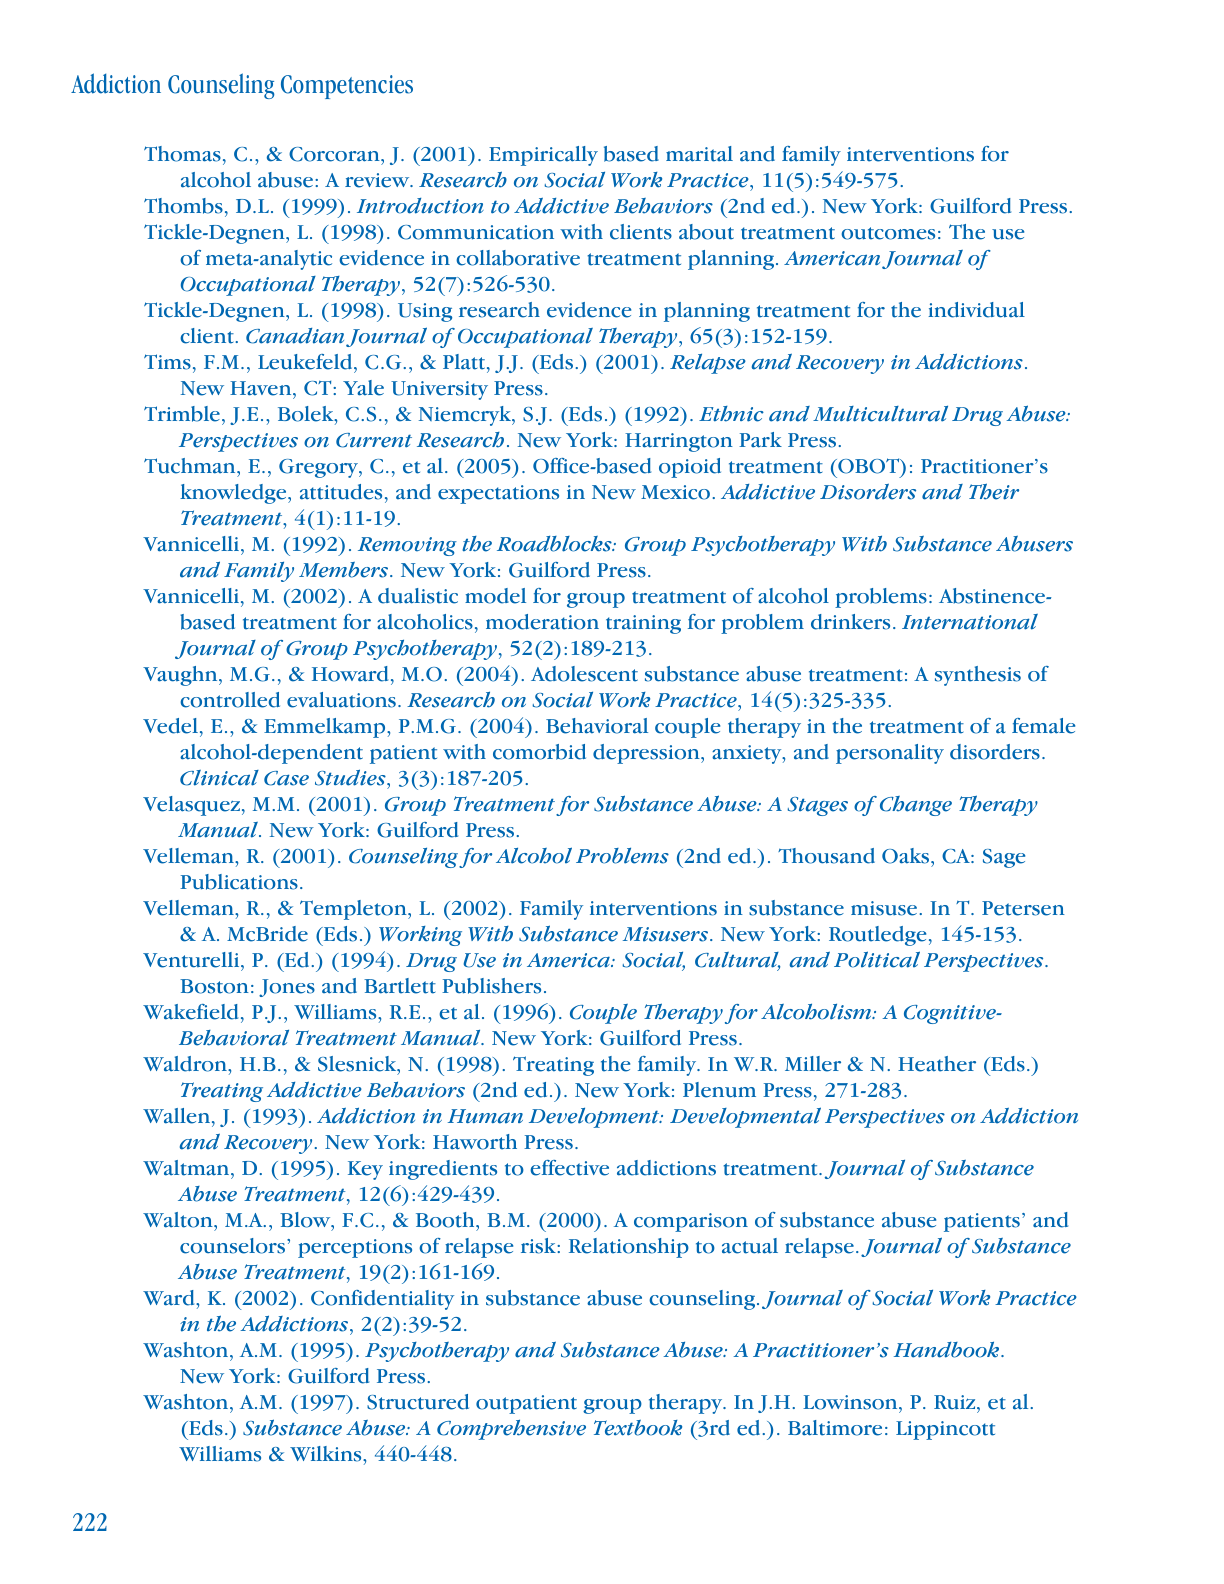 Addiction Counseling Competencies
Thomas, C., & Corcoran, J. (2001). Empirically based marital and family interventions for
alcohol abuse: A review. Research on Social Work Practice, 11(5):549-575.
Thombs, D.L. (1999). Introduction to Addictive Behaviors (2nd ed.). New York: Guilford Press.
Tickle-Degnen, L. (1998). Communication with clients about treatment outcomes: The use
of meta-analytic evidence in collaborative treatment planning. American Journal of
Occupational Therapy, 52(7):526-530.
Tickle-Degnen, L. (1998). Using research evidence in planning treatment for the individual
client. Canadian Journal of Occupational Therapy, 65(3):152-159.
Tims, F.M., Leukefeld, C.G., & Platt, J.J. (Eds.) (2001). Relapse and Recovery in Addictions.
New Haven, CT: Yale University Press.
Trimble, J.E., Bolek, C.S., & Niemcryk, S.J. (Eds.) (1992). Ethnic and Multicultural Drug Abuse:
Perspectives on Current Research. New York: Harrington Park Press.
Tuchman, E., Gregory, C., et al. (2005). Office-based opioid treatment (OBOT): Practitioner's
knowledge, attitudes, and expectations in New Mexico. Addictive Disorders and Their
Treatment, 4(1):11-19.
Vannicelli, M. (1992). Removing the Roadblocks: Group Psychotherapy With Substance Abusers
and Family Members. New York: Guilford Press.
Vannicelli, M. (2002). A dualistic model for group treatment of alcohol problems: Abstinence-
based treatment for alcoholics, moderation training for problem drinkers. International
Journal of Group Psychotherapy, 52(2):189-213.
Vaughn, M.G., & Howard, M.O. (2004). Adolescent substance abuse treatment: A synthesis of
controlled evaluations. Research on Social Work Practice, 14(5):325-335.
Vedel, E., & Emmelkamp, P.M.G. (2004). Behavioral couple therapy in the treatment of a female
alcohol-dependent patient with comorbid depression, anxiety, and personality disorders.
Clinical Case Studies, 3(3):187-205.
Velasquez, M.M. (2001). Group Treatment for Substance Abuse: A Stages of Change Therapy
Manual. New York: Guilford Press.
Velleman, R. (2001). Counseling for Alcohol Problems (2nd ed.). Thousand Oaks, CA: Sage
Publications.
Velleman, R., & Templeton, L. (2002). Family interventions in substance misuse. In T. Petersen
& A. McBride (Eds.) Working With Substance Misusers. New York: Routledge, 145-153.
Venturelli, P. (Ed.) (1994). Drug Use in America: Social, Cultural, and Political Perspectives.
Boston: Jones and Bartlett Publishers.
Wakefield, P.J., Williams, R.E., et al. (1996). Couple Therapy for Alcoholism: A Cognitive-
Behavioral Treatment Manual. New York: Guilford Press.
Waldron, H.B., & Slesnick, N. (1998). Treating the family. In W.R. Miller & N. Heather (Eds.)
Treating Addictive Behaviors (2nd ed.). New York: Plenum Press, 271-283.
Wallen, J. (1993). Addiction in Human Development: Developmental Perspectives on Addiction
and Recovery. New York: Haworth Press.
Waltman, D. (1995). Key ingredients to effective addictions treatment. Journal of Substance
Abuse Treatment, 12(6):429-439.
Walton, M.A., Blow, F.C., & Booth, B.M. (2000). A comparison of substance abuse patients' and
counselors' perceptions of relapse risk: Relationship to actual relapse. Journal of Substance
Abuse Treatment, 19(2):161-169.
Ward, K. (2002). Confidentiality in substance abuse counseling. Journal of Social Work Practice
in the Addictions, 2(2):39-52.
Washton, A.M. (1995). Psychotherapy and Substance Abuse: A Practitioner's Handbook.
New York: Guilford Press.
Washton, A.M. (1997). Structured outpatient group therapy. In J.H. Lowinson, P. Ruiz, et al.
(Eds.) Substance Abuse: A Comprehensive Textbook (3rd ed.). Baltimore: Lippincott
Williams & Wilkins, 440-448.
222